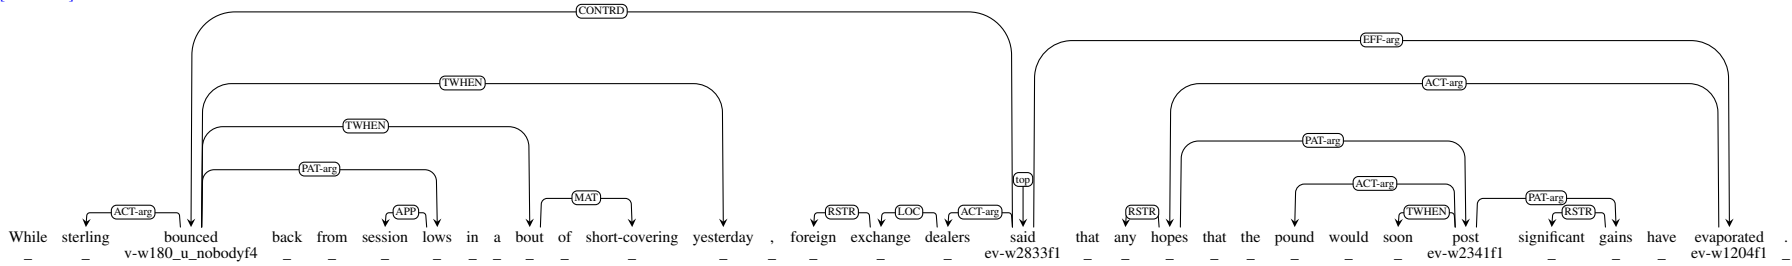 CONTRD
EFF-arg
TWHEN ACT-arg
TWHEN
PAT-arg
PAT-arg top
ACT-arg
MAT PAT-arg
ACT-arg APP RSTR LOC ACT-arg RSTR TWHEN RSTR
While sterling bounced back from session lows in a bout of short-covering yesterday , foreign exchange dealers said that any hopes that the pound would soon post significant gains have evaporated .
_ _ v-w180_u_nobodyf4 _ _ _ _ _ _ _ _ _ _ _ _ _ _ ev-w2833f1 _ _ _ _ _ _ _ _ ev-w2341f1 _ _ _ ev-w1204f1 _